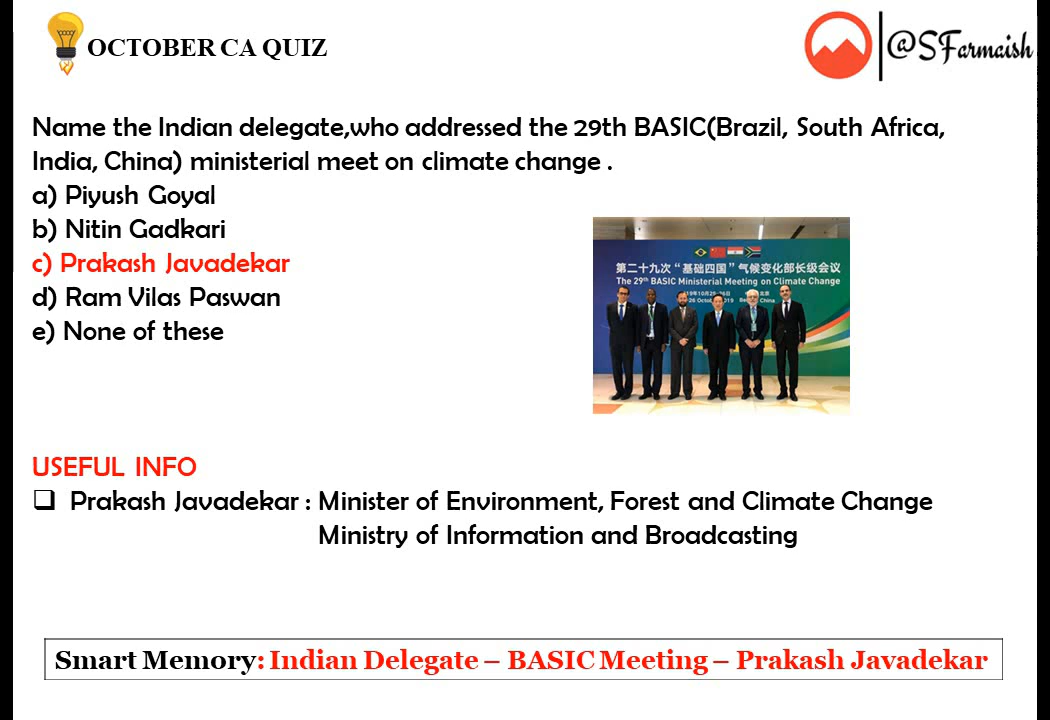 OCTOBER CA QUIZ
@SFarmaish
Name the Indian delegate,who addressed the 29th BASIC(Brazil, South Africa,
India, China) ministerial meet on climate change .
a) Piyush Goyal
b) Nitin Gadkari
c) Prakash Javadekar
d) Ram Vilas Paswan
e) None of these
第二十九次“基础四国”气候变化部长级会议
The 29th BASIC Ministerial Meeting on Climate Change
USEFUL INFO
Prakash Javadekar : Minister of Environment, Forest and Climate Change
Ministry of Information and Broadcasting
Smart Memory: Indian Delegate – BASIC Meeting – Prakash Javadekar